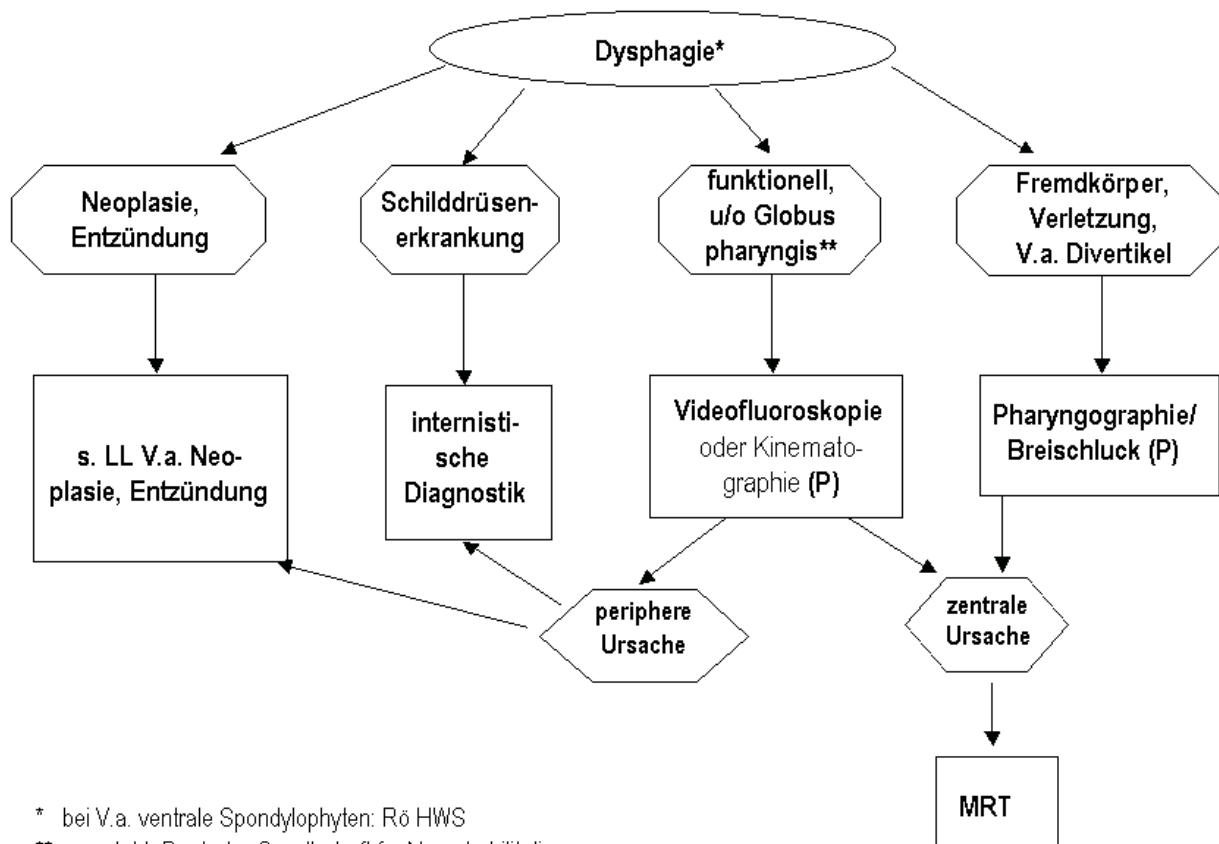 Dysphagie*
Neoplasie,
Entzündung
Schilddrüsen-
erkrankung
funktionell,
u/o Globus
pharyngis**
Fremdkörper,
Verletzung,
V.a. Divertikel
s. LL V.a. Neo-
plasie, Entzündung
internisti-
sche
Diagnostik
Videofluoroskopie
oder Kinemato-
graphie (P)
Pharyngographie/
Breischluck (P)
periphere
Ursache
zentrale
Ursache
MRT
* bei V.a. ventrale Spondylophyten: Rö HWS
**